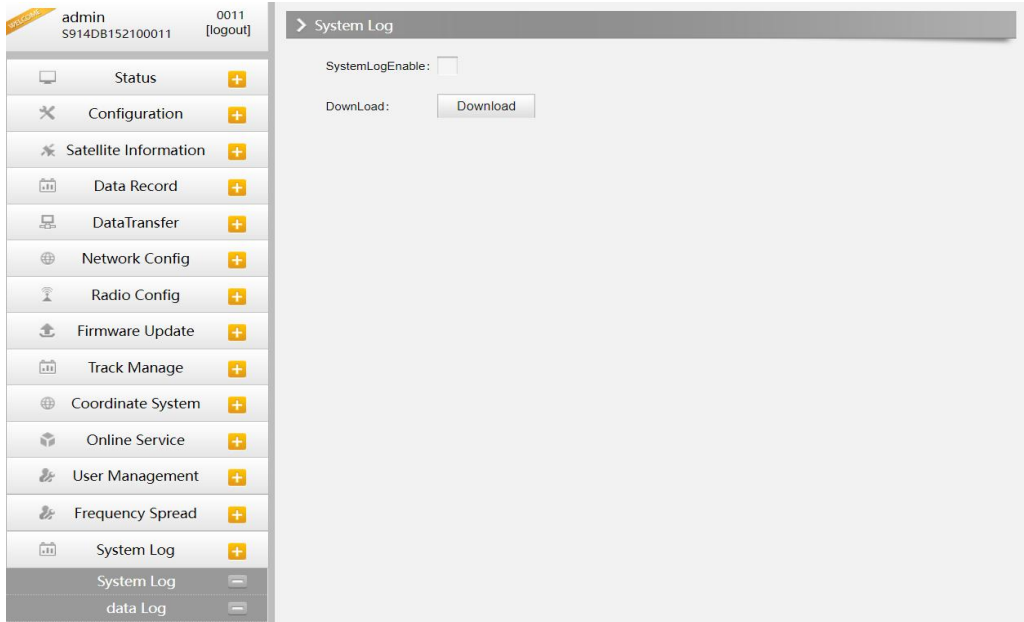 WELCOME
admin
0011
S914DB152100011
[logout]
Status
Configuration
Satellite Information
Data Record
DataTransfer
Network Config
Radio Config
Firmware Update
Track Manage
Coordinate System
Online Service
User Management
Frequency Spread
System Log
System Log
data Log
System Log
SystemLogEnable:
DownLoad: Download